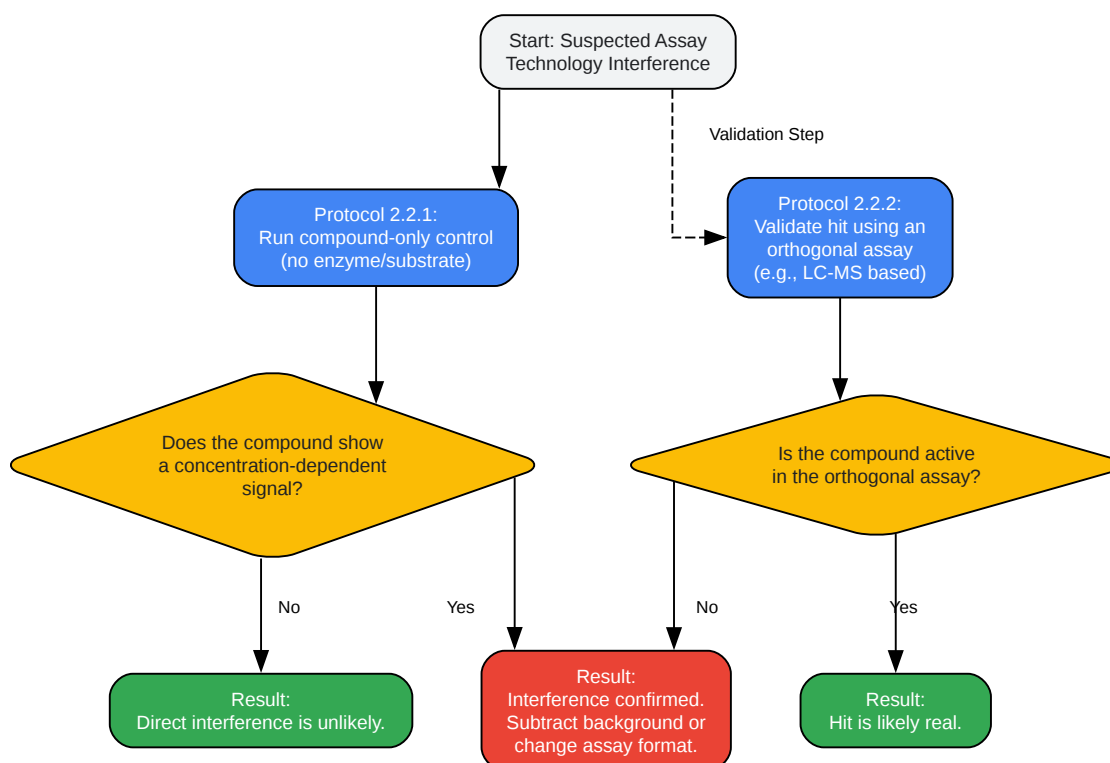 Start: Suspected Assay
Technology Interference
Validation Step
Protocol 2.2.1:
Run compound-only control
(no enzyme/substrate)
Protocol 2.2.2:
Validate hit using an
orthogonal assay
(e.g., LC-MS based)
Does the compound show
a concentration-dependent
signal?
Is the compound active
in the orthogonal assay?
No
Yes
No
Yes
Result:
Direct interference is unlikely.
Result:
Interference confirmed.
Subtract background or
change assay format.
Result:
Hit is likely real.